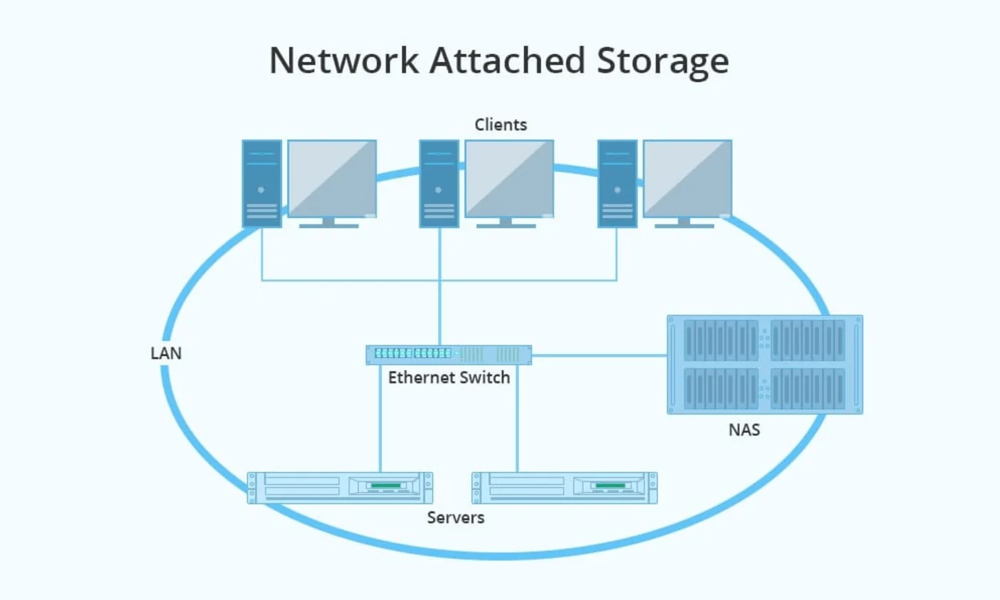 Network Attached Storage
Clients
LAN
Ethernet Switch
NAS
Servers